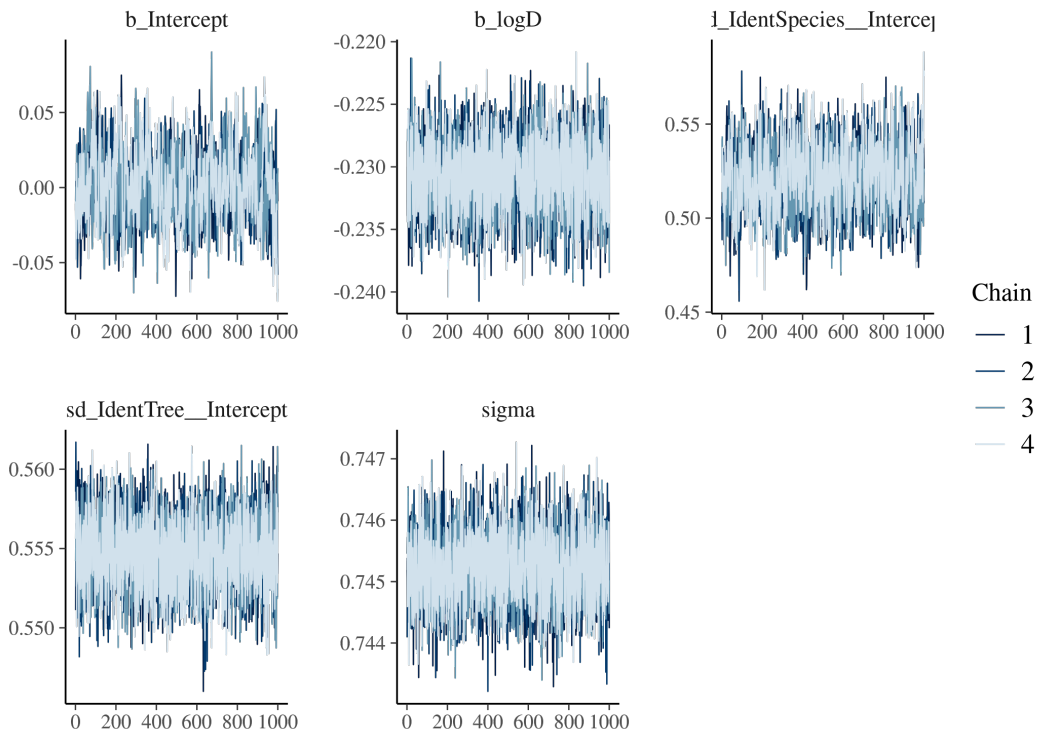 b_Intercept
0.05
0.00
-0.05
0 200 400 600 800 1000
b_logD
-0.220
-0.225
-0.230
-0.235
-0.240
0 200 400 600 800 1000
d_IdentSpecies__Intercep
0.55
0.50
0.45
0 200 400 600 800 1000
sd_IdentTree__Intercept
0.560
0.555
0.550
0 200 400 600 800 1000
sigma
0.747
0.746
0.745
0.744
0 200 400 600 800 1000
Chain
1
2
3
4